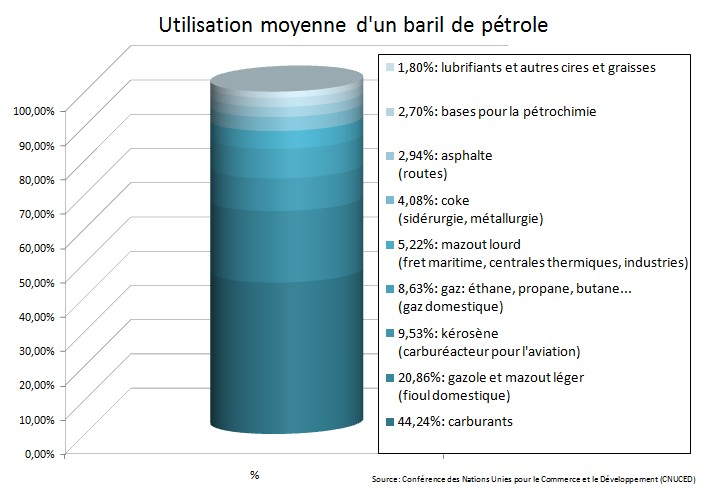 Utilisation moyenne d'un baril de pétrole
100,00%
90,00%
80,00%
70,00%
60,00%
50,00%
40,00%
30,00%
20,00%
10,00%
0,00%
%
1,80%: lubrifiants et autres cires et graisses
2,70%: bases pour la pétrochimie
2,94%: asphalte
(routes)
4,08%: coke
(sidérurgie, métallurgie)
5,22%: mazout lourd
(fret maritime, centrales thermiques, industries)
8,63%: gaz: éthane, propane, butane...
(gaz domestique)
9,53%: kérosène
(carburéacteur pour l'aviation)
20,86%: gazole et mazout léger
(fioul domestique)
44,24%: carburants
Source: Conférence des Nations Unies pour le Commerce et le Développement (CNUCED)